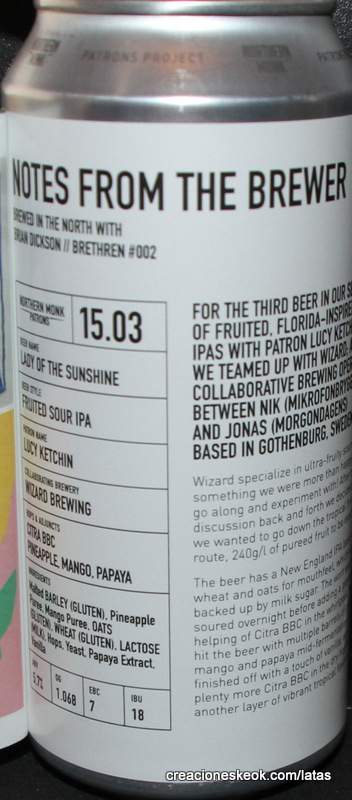 PATRONS PROJECT
NORTHERN
MONK
NOTES FROM THE BREWER
BREWED IN THE NORTH WITH
BRIAN DICKSON // BRETHREN #002
NORTHERN MONK
PATRONS
15.03
BEER NAME
LADY OF THE SUNSHINE
BEER STYLE
FRUITED SOUR IPA
PATRON NAME
LUCY KETCHIN
COLLABORATING BREWERY
WIZARD BREWING
HOPS & ADJUNCTS
CITRA BBC
PINEAPPLE, MANGO, PAPAYA
INGREDIENTS
Malted BARLEY (GLUTEN), Pineapple
Puree, Mango Puree, OATS
(GLUTEN), WHEAT (GLUTEN), LACTOSE
(MILK), Hops, Yeast, Papaya Extract,
Vanilla
ABV
5.7%
OG
1.068
EBC
7
IBU
18
FOR THE THIRD BEER IN OUR
OF FRUITED, FLORIDA-INSPIRED
IPAS WITH PATRON LUCY KETCHIN
WE TEAMED UP WITH WIZARD,
COLLABORATIVE BREWING
BETWEEN NIK
AND JONAS (MORGONDAGENS)
BASED IN GOTHENBURG,
Wizard specialize in ultra-fruity
something we were more than
go along and experiment with!
discussion back and forth we
we wanted to go down the tropical
route, 240g/l of pureed fruit to be
The beer has a New England IPA
wheat and oats for mouthfeel,
backed up by milk sugar. The
soured overnight before adding a
helping of Citra BBC in the
hit the beer with multiple
mango and papaya mid-ferment
finished off with a touch of
plenty more Citra BBC in the dry
another layer of vibrant tropical
creacioneskeok.com/latas